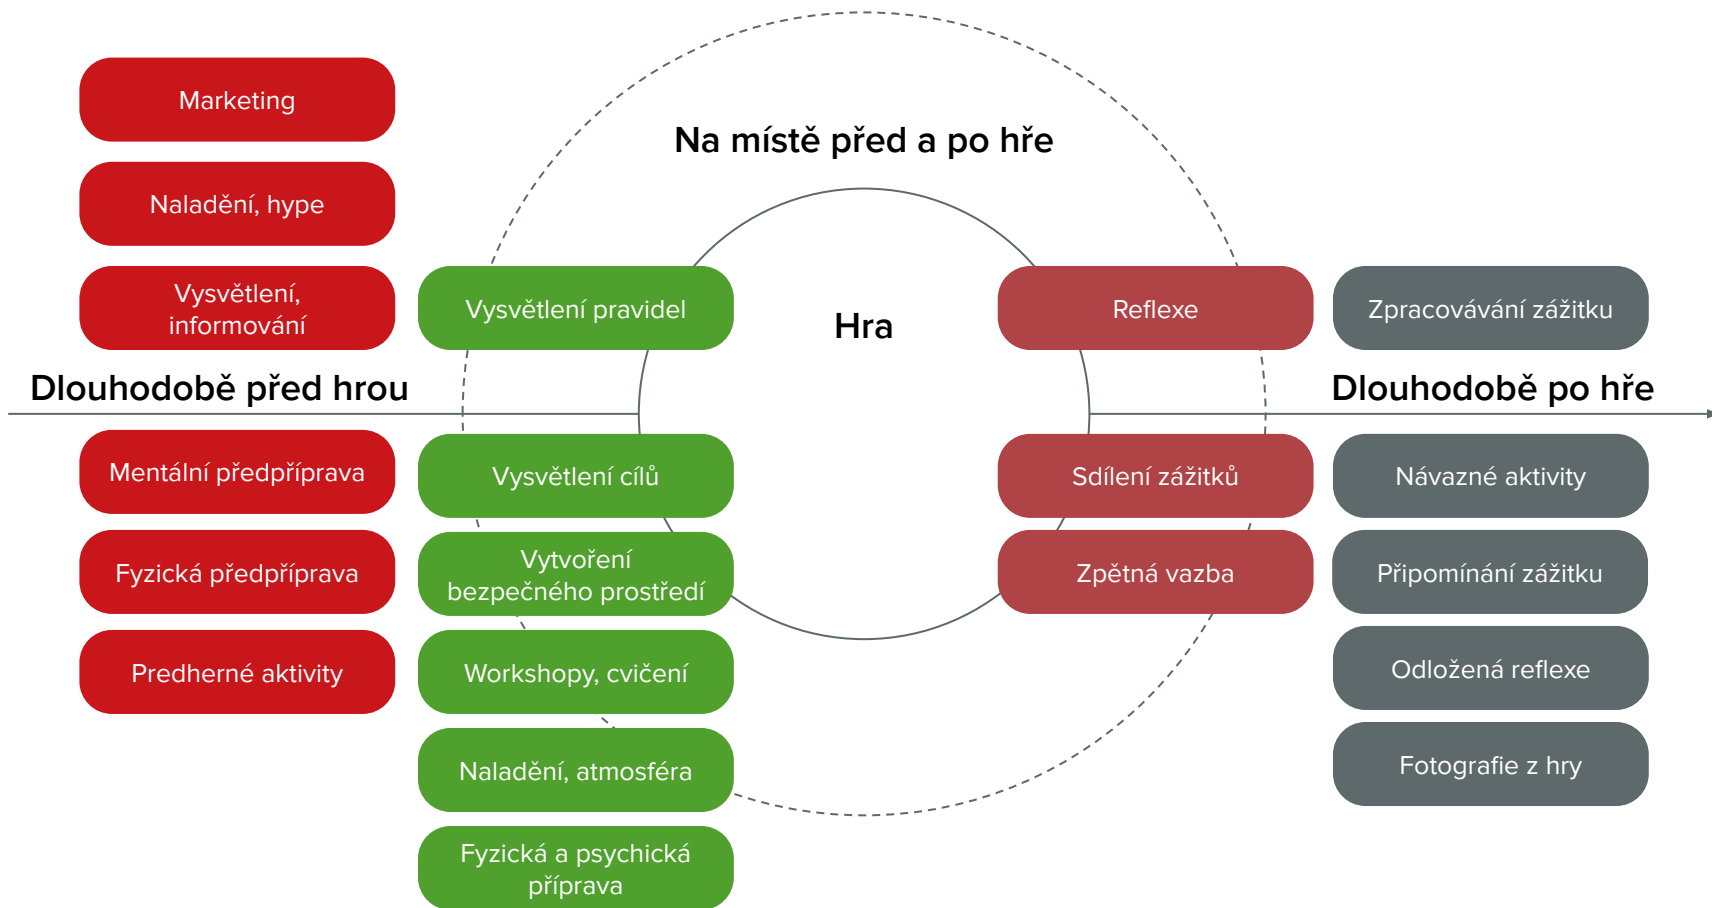 Marketing
Naladění, hype
Vysvětlení,
informování
Dlouhodobě před hrou
Mentální předpříprava
Fyzická předpříprava
Predherné aktivity
Na místě před a po hře
Hra
Vysvětlení pravidel
Vysvětlení cílů
Vytvoření
bezpečného prostředí
Workshopy, cvičení
Naladění, atmosféra
Fyzická a psychická
příprava
Reflexe
Sdílení zážitků
Zpětná vazba
Zpracovávání zážitku
Dlouhodobě po hře
Návazné aktivity
Připomínání zážitku
Odložená reflexe
Fotografie z hry